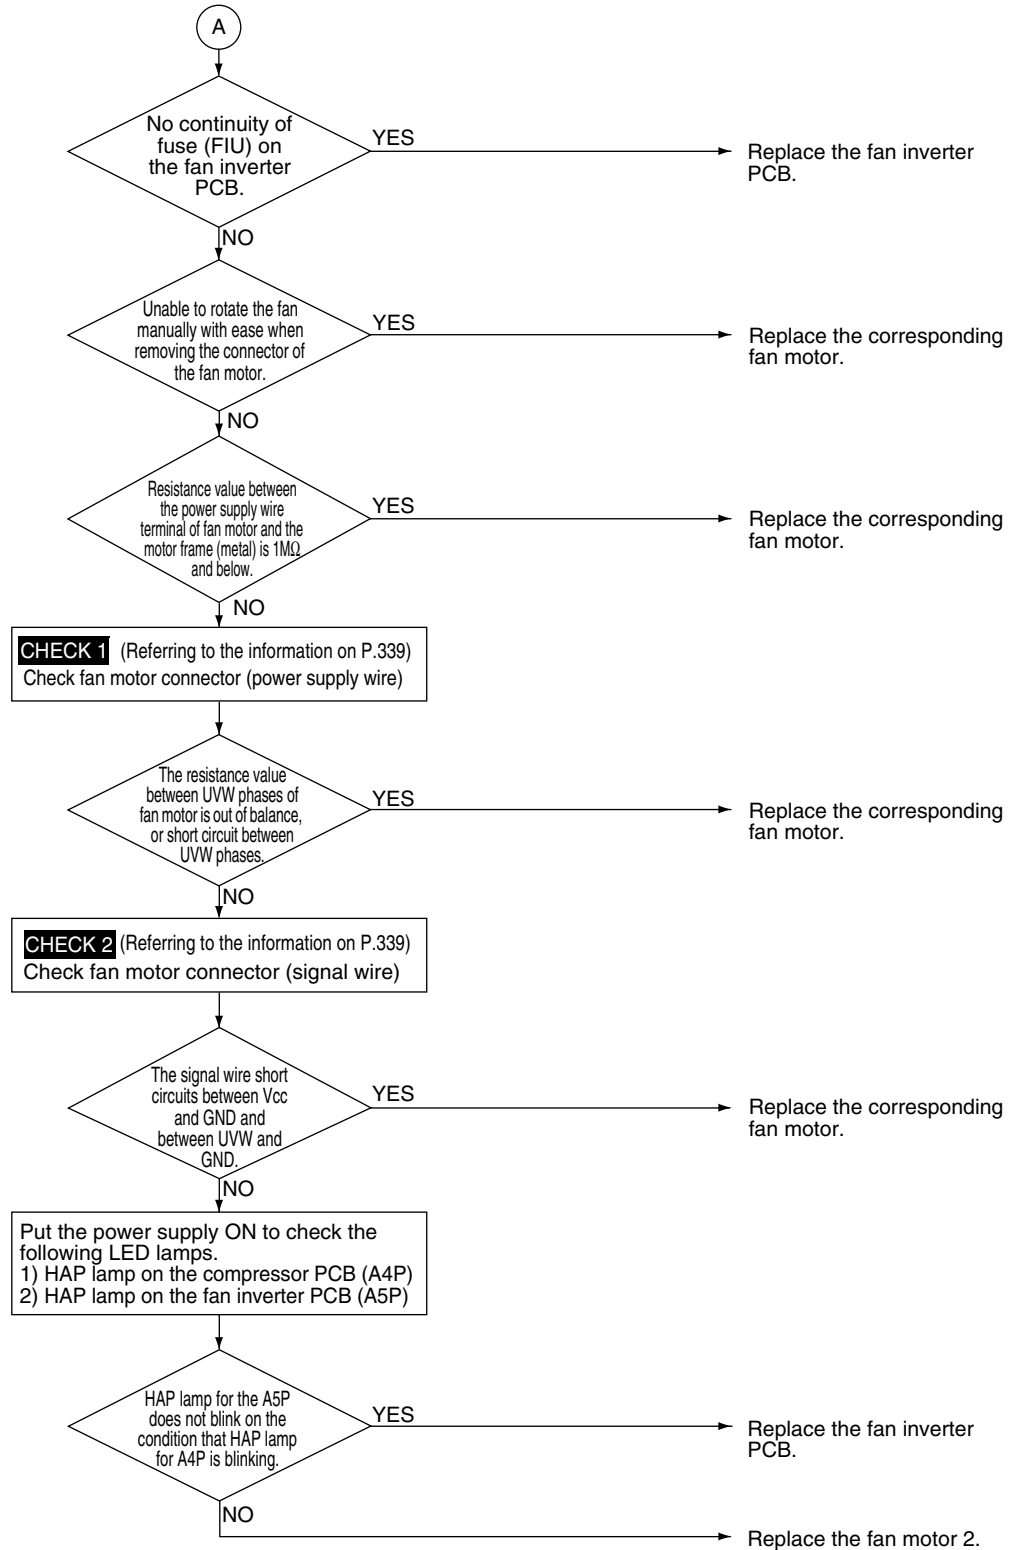 A
No continuity of
fuse (FIU) on
the fan inverter
PCB.
YES
Replace the fan inverter
PCB.
NO
Unable to rotate the fan
manually with ease when
removing the connector of
the fan motor.
YES
Replace the corresponding
fan motor.
NO
Resistance value between
the power supply wire
terminal of fan motor and the
motor frame (metal) is 1MΩ
and below.
YES
Replace the corresponding
fan motor.
NO
CHECK 1 (Referring to the information on P.339)
Check fan motor connector (power supply wire)
The resistance value
between UVW phases of
fan motor is out of balance,
or short circuit between
UVW phases.
YES
Replace the corresponding
fan motor.
NO
CHECK 2 (Referring to the information on P.339)
Check fan motor connector (signal wire)
The signal wire short
circuits between Vcc
and GND and
between UVW and
GND.
YES
Replace the corresponding
fan motor.
NO
Put the power supply ON to check the
following LED lamps.
1) HAP lamp on the compressor PCB (A4P)
2) HAP lamp on the fan inverter PCB (A5P)
HAP lamp for the A5P
does not blink on the
condition that HAP lamp
for A4P is blinking.
YES
Replace the fan inverter
PCB.
NO
Replace the fan motor 2.